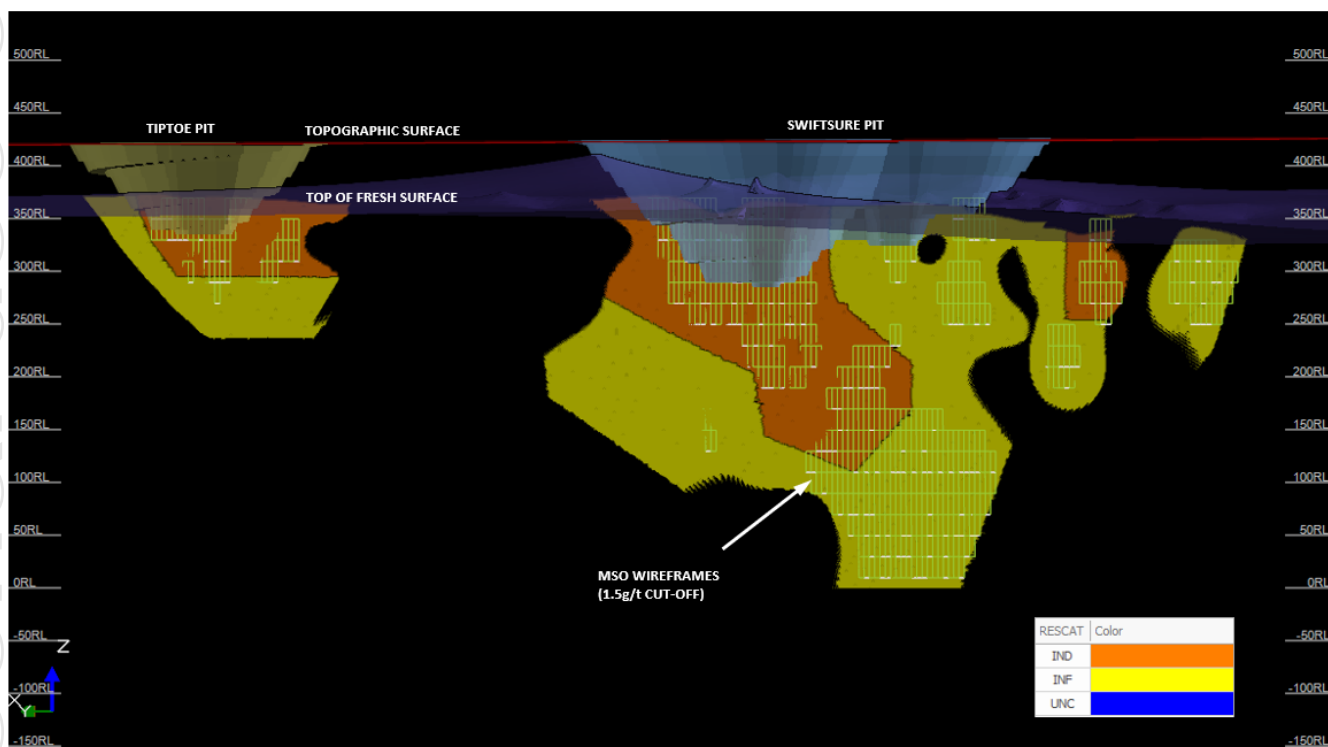 500RL
500RL
450RL
450RL
TIPTOE PIT
TOPOGRAPHIC SURFACE
SWIFTSURE PIT
400RL
400RL
TOP OF FRESH SURFACE
350RL
350RL
300RL
300RL
250RL
250RL
200RL
200RL
150RL
150RL
100RL
100RL
50RL
50RL
MSO WIREFRAMES
(1.5g/t CUT-OFF)
0RL
0RL
RESCAT Color
IND
INF
UNC
-50RL
-50RL
Z
-100RL
-100RL
X
Y
-150RL
-150RL